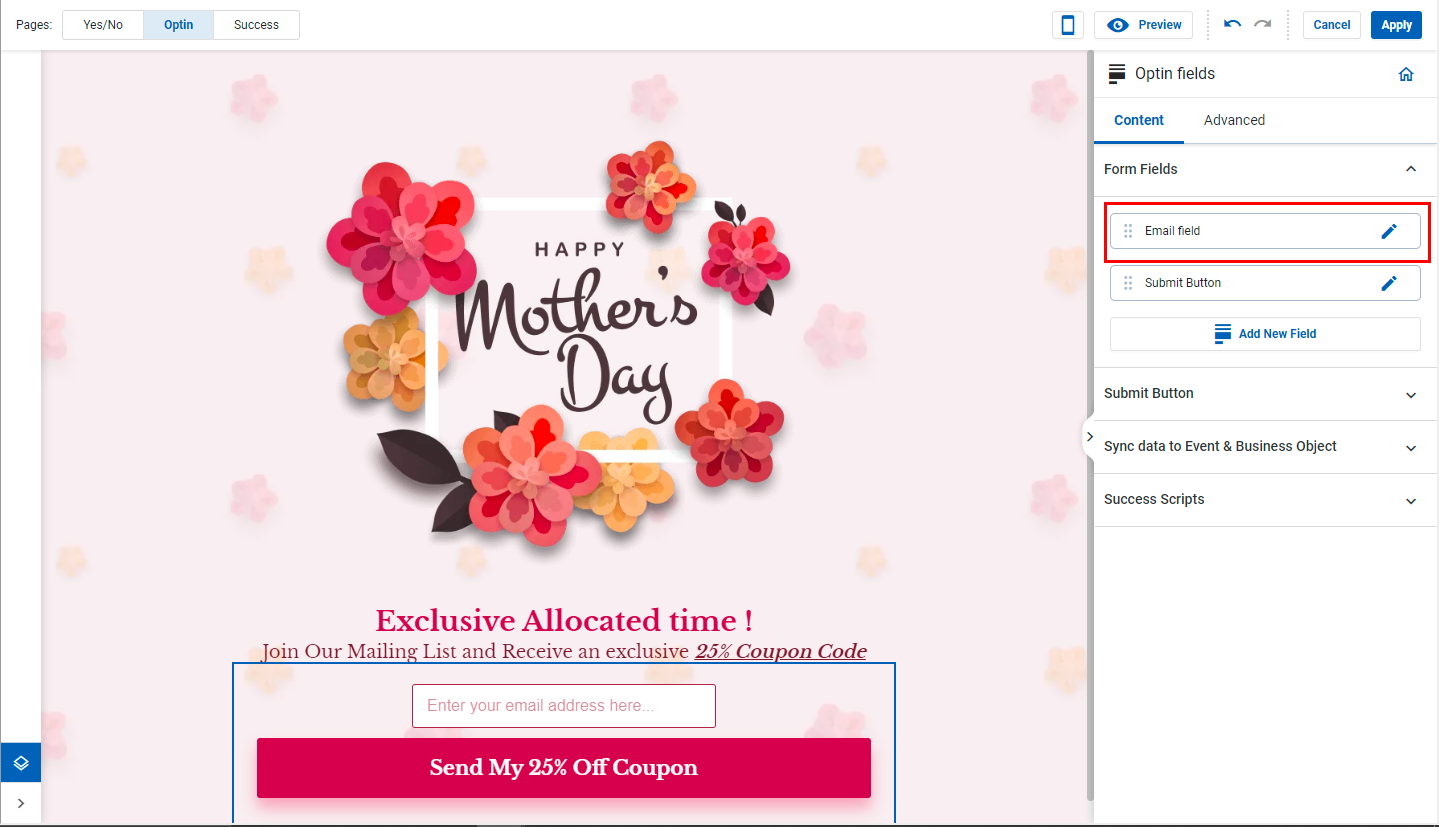 Pages: Yes/No Optin Success Preview Cancel Apply
Optin fields
Content Advanced
Form Fields
Email field
Submit Button
Add New Field
Submit Button
Sync data to Event & Business Object
Success Scripts
HAPPY
Mother's
Day
Exclusive Allocated time !
Join Our Mailing List and Receive an exclusive 25% Coupon Code
Enter your email address here...
Send My 25% Off Coupon